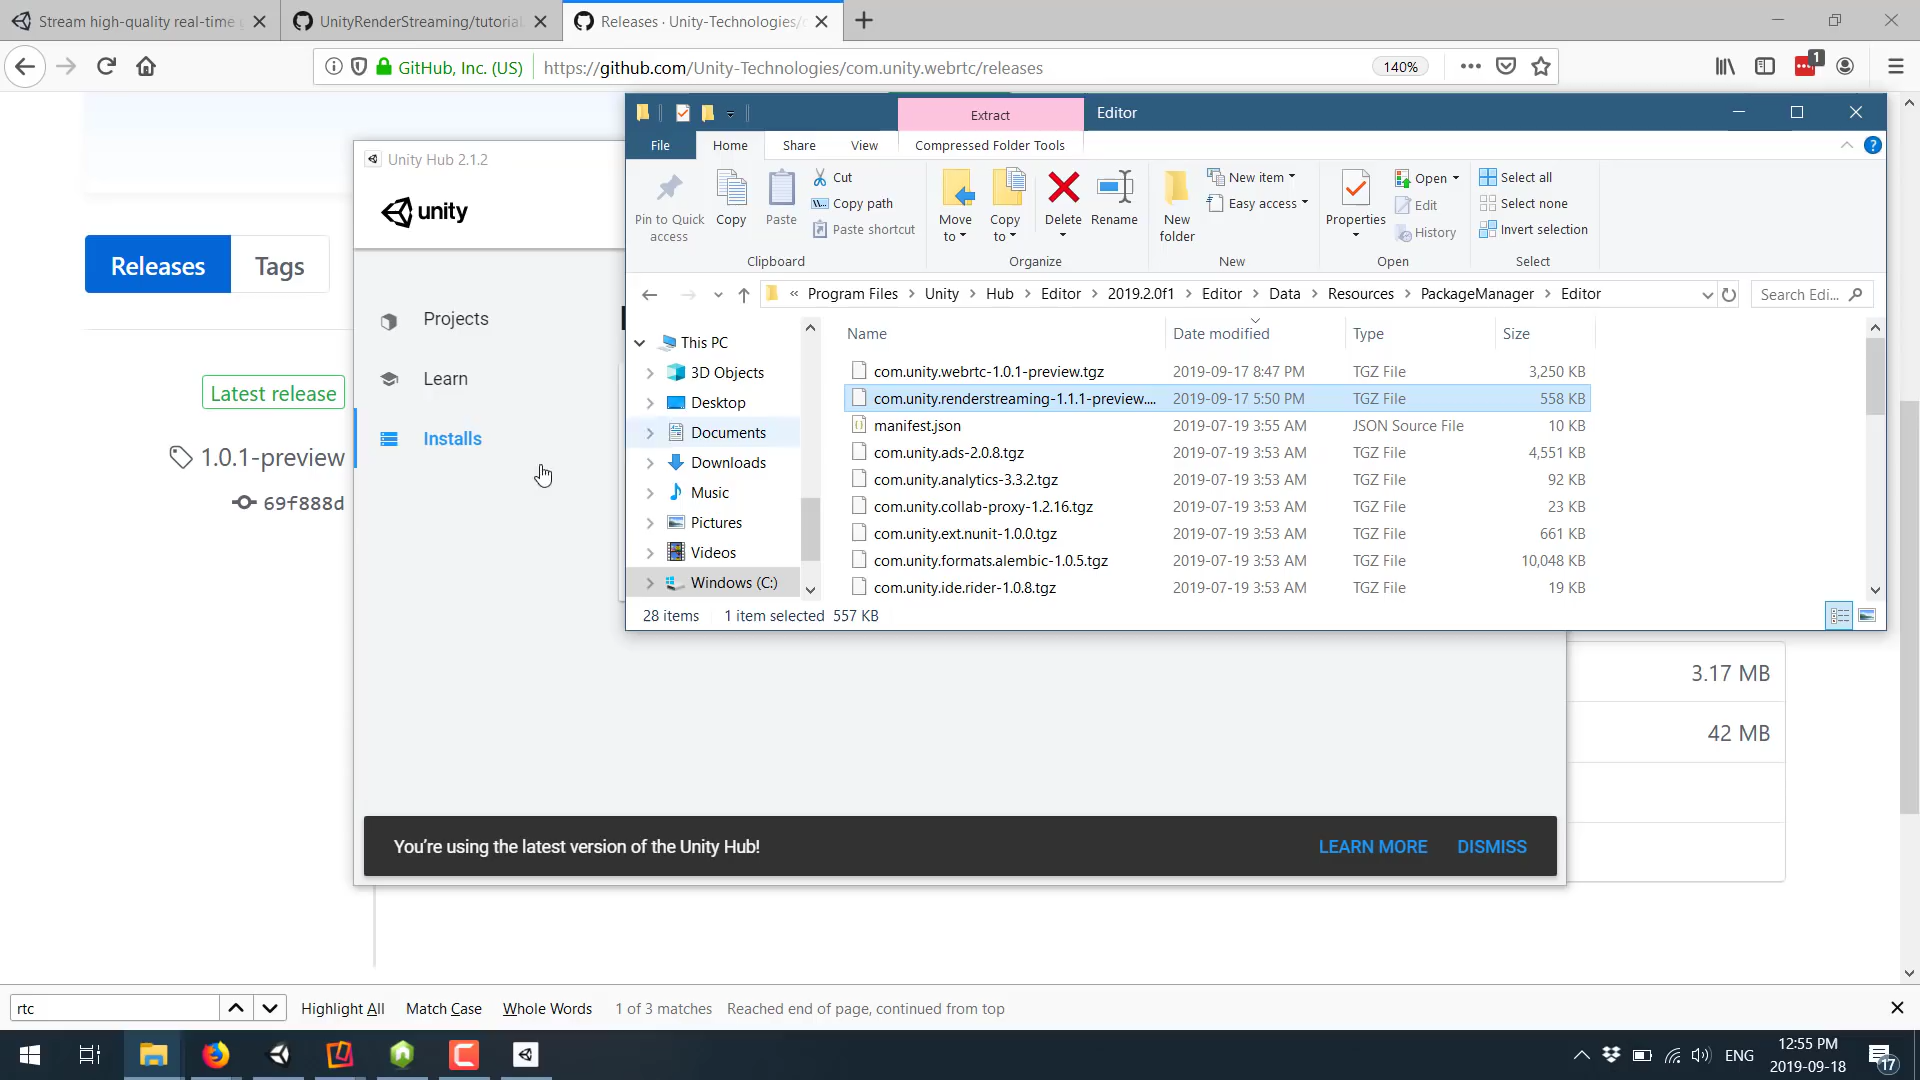 Stream high-quality real-time
UnityRenderStreaming/tutorial
Releases · Unity-Technologies/
GitHub, Inc. (US)
https://github.com/Unity-Technologies/com.unity.webrtc/releases
140%
1
Releases
Tags
Latest release
1.0.1-preview
69f888d
3.17 MB
42 MB
Unity Hub 2.1.2
unity
Projects
Learn
Installs
You're using the latest version of the Unity Hub!
LEARN MORE
DISMISS
Extract
Editor
File
Home
Share
View
Compressed Folder Tools
Pin to Quick
access
Copy
Paste
Cut
Copy path
Paste shortcut
Clipboard
Move
to
Copy
to
Delete
Rename
Organize
New
folder
New item
Easy access
New
Properties
Open
Edit
History
Open
Select all
Select none
Invert selection
Select
« Program Files > Unity > Hub > Editor > 2019.2.0f1 > Editor > Data > Resources > PackageManager > Editor
Search Edi...
This PC
3D Objects
Desktop
Documents
Downloads
Music
Pictures
Videos
Windows (C:)
Name Date modified Type Size
com.unity.webrtc-1.0.1-preview.tgz 2019-09-17 8:47 PM TGZ File 3,250 KB
com.unity.renderstreaming-1.1.1-preview.... 2019-09-17 5:50 PM TGZ File 558 KB
manifest.json 2019-07-19 3:55 AM JSON Source File 10 KB
com.unity.ads-2.0.8.tgz 2019-07-19 3:53 AM TGZ File 4,551 KB
com.unity.analytics-3.3.2.tgz 2019-07-19 3:53 AM TGZ File 92 KB
com.unity.collab-proxy-1.2.16.tgz 2019-07-19 3:53 AM TGZ File 23 KB
com.unity.ext.nunit-1.0.0.tgz 2019-07-19 3:53 AM TGZ File 661 KB
com.unity.formats.alembic-1.0.5.tgz 2019-07-19 3:53 AM TGZ File 10,048 KB
com.unity.ide.rider-1.0.8.tgz 2019-07-19 3:53 AM TGZ File 19 KB
28 items 1 item selected 557 KB
rtc
Highlight All Match Case Whole Words 1 of 3 matches Reached end of page, continued from top
ENG
12:55 PM
2019-09-18
17